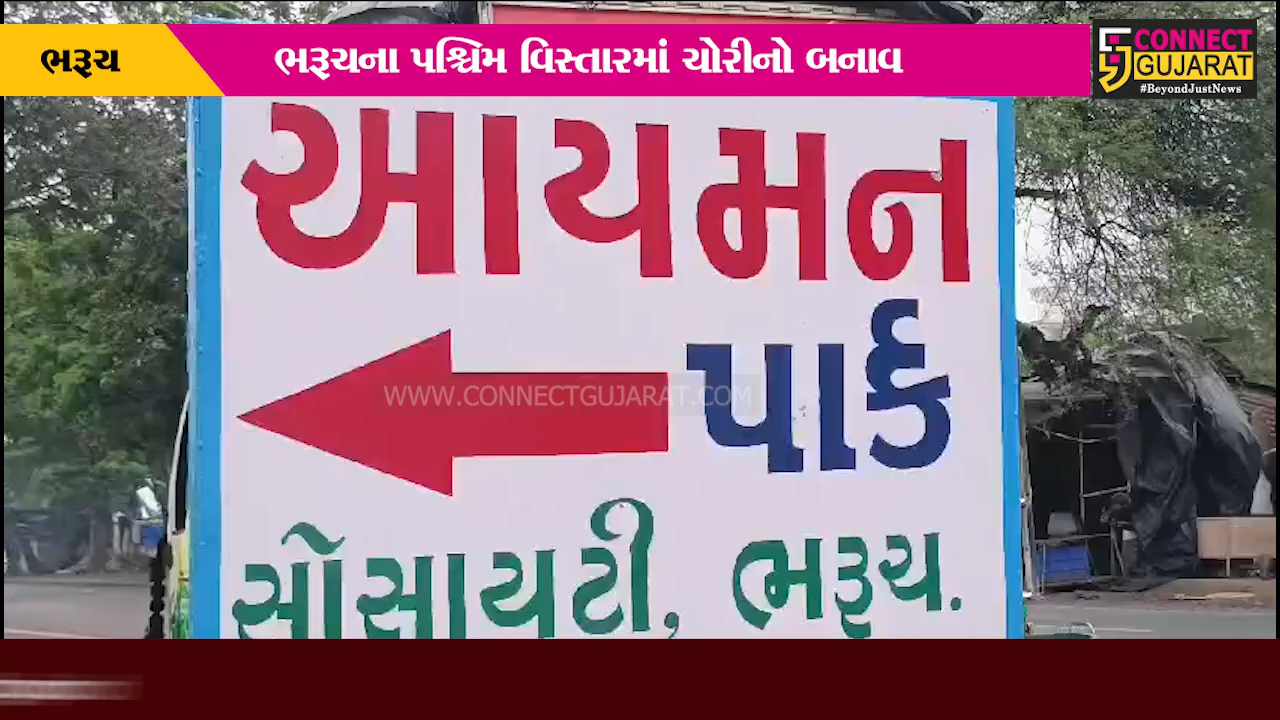 ભરૂચ
ભરૂચના પશ્ચિમ વિસ્તારમાં ચોરીનો બનાવ
CONNECT
GUJARAT
#BeyondJustNews
આયમન
પાર્ક
WWW.CONNECTGUJARAT.COM
સોસાયટી, ભરૂચ.